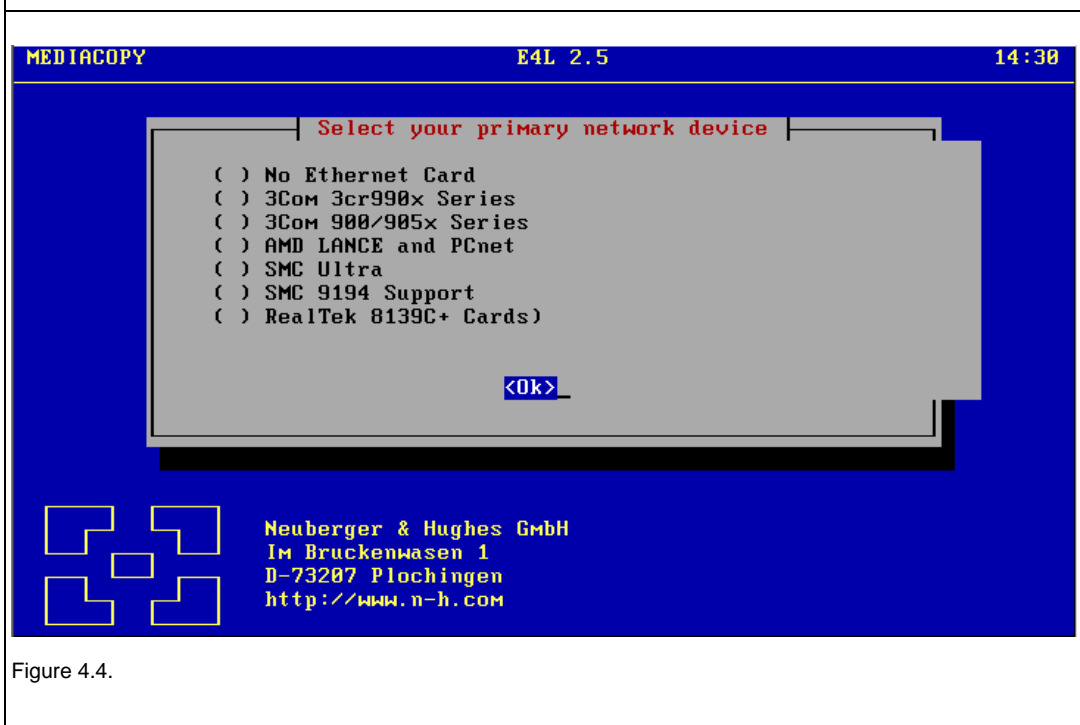 MEDIACOPY E4L 2.5 14:30
Select your primary network device
( ) No Ethernet Card
( ) 3Com 3cr990x Series
( ) 3Com 900/905x Series
( ) AMD LANCE and PCnet
( ) SMC Ultra
( ) SMC 9194 Support
( ) RealTek 8139C+ Cards)
<Ok>_
Neuberger & Hughes GmbH
Im Bruckenwasen 1
D-73207 Plochingen
http://www.n-h.com
Figure 4.4.